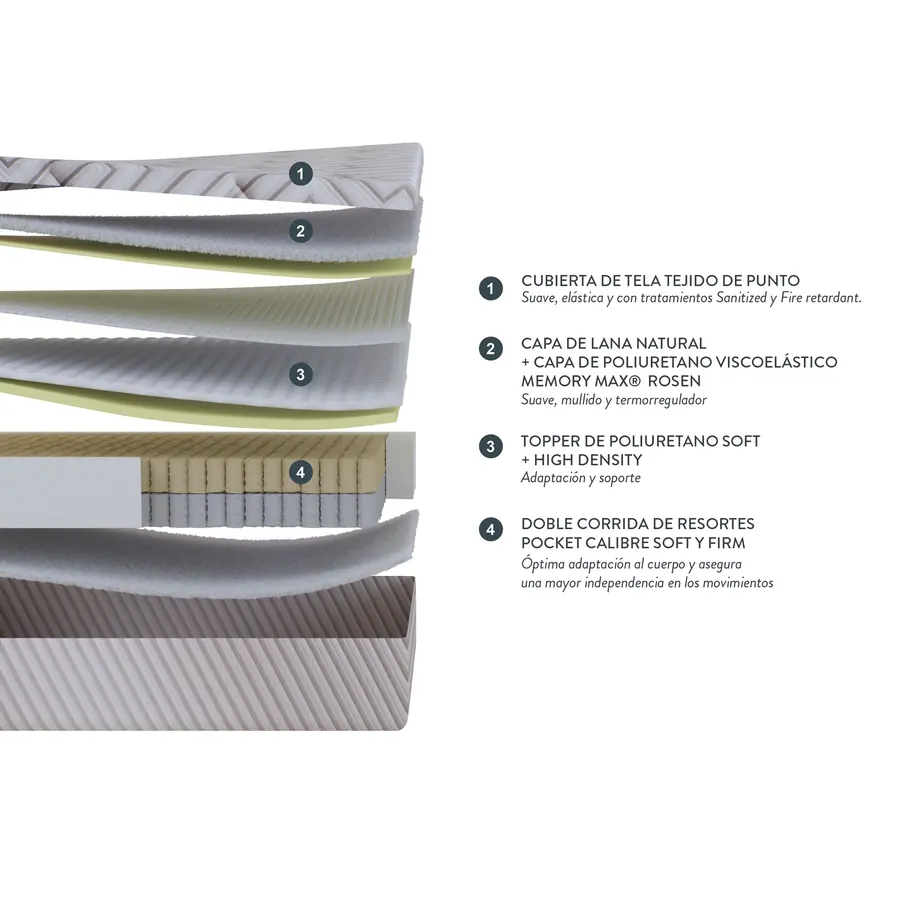 1
2
3
4
1 CUBIERTA DE TELA TEJIDO DE PUNTO
Suave, elástica y con tratamientos Sanitized y Fire retardant.
2 CAPA DE LANA NATURAL
+ CAPA DE POLIURETANO VISCOELÁSTICO
MEMORY MAX® ROSEN
Suave, mullido y termorregulador
3 TOPPER DE POLIURETANO SOFT
+ HIGH DENSITY
Adaptación y soporte
4 DOBLE CORRIDA DE RESORTES
POCKET CALIBRE SOFT Y FIRM
Óptima adaptación al cuerpo y asegura
una mayor independencia en los movimientos